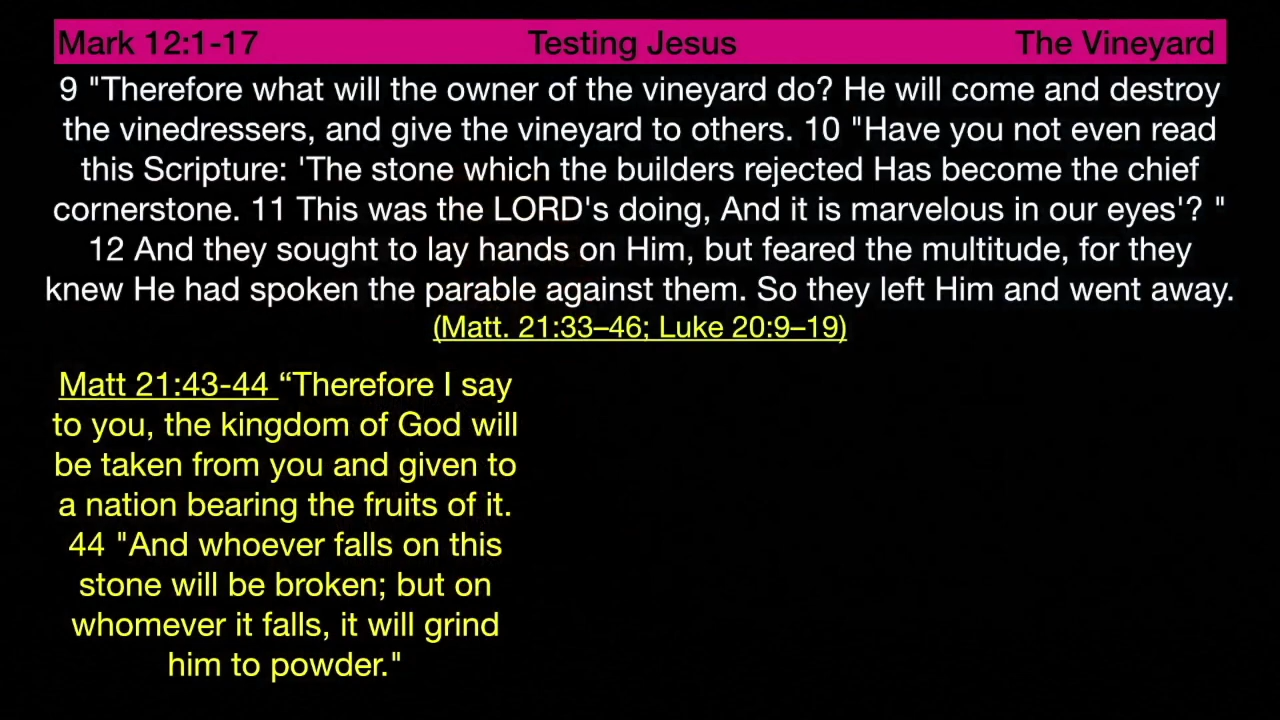 Mark 12:1-17 Testing Jesus The Vineyard
9 "Therefore what will the owner of the vineyard do? He will come and destroy
the vinedressers, and give the vineyard to others. 10 "Have you not even read
this Scripture: 'The stone which the builders rejected Has become the chief
cornerstone. 11 This was the LORD's doing, And it is marvelous in our eyes'? "
12 And they sought to lay hands on Him, but feared the multitude, for they
knew He had spoken the parable against them. So they left Him and went away.
(Matt. 21:33–46; Luke 20:9–19)
Matt 21:43-44 “Therefore I say
to you, the kingdom of God will
be taken from you and given to
a nation bearing the fruits of it.
44 "And whoever falls on this
stone will be broken; but on
whomever it falls, it will grind
him to powder."